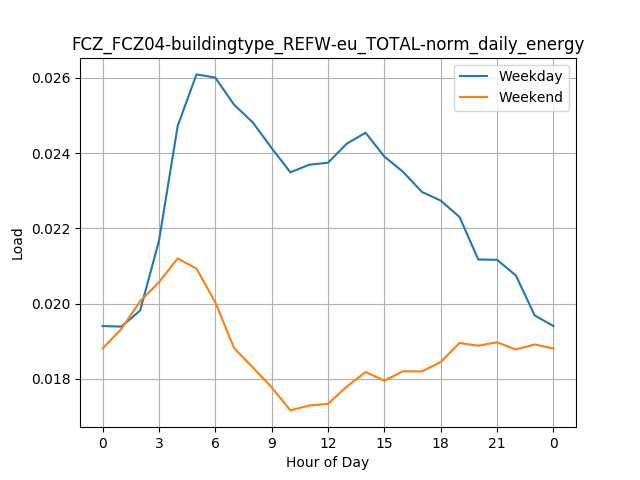 FCZ_FCZ04-buildingtype_REFW-eu_TOTAL-norm_daily_energy
Weekday
Weekend
0.026
0.024
0.022
0.020
0.018
Load
0 3 6 9 12 15 18 21 0
Hour of Day